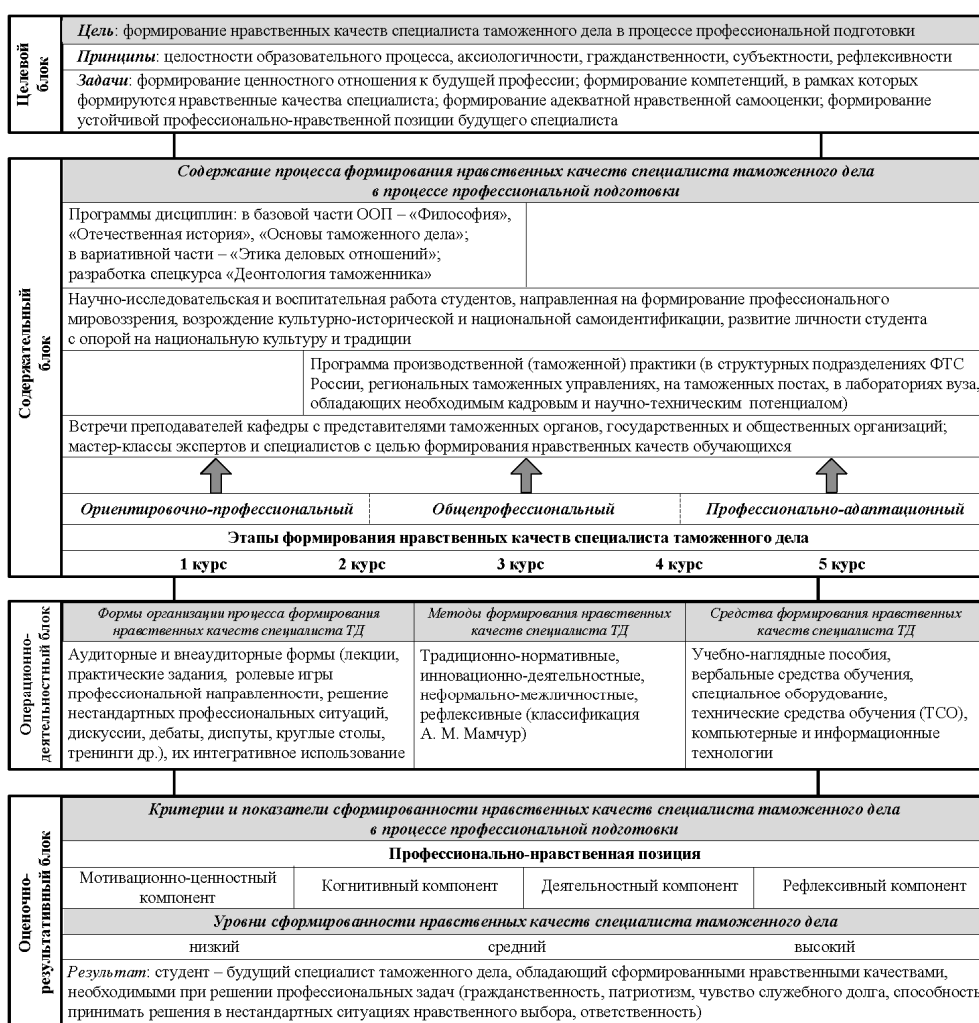 Целевой
блок
Цель: формирование нравственных качеств специалиста таможенного дела в процессе профессиональной подготовки
Принципы: целостности образовательного процесса, аксиологичности, гражданственности, субъектности, рефлексивности
Задачи: формирование ценностного отношения к будущей профессии; формирование компетенций, в рамках которых
формируются нравственные качества специалиста; формирование адекватной нравственной самооценки; формирование
устойчивой профессионально-нравственной позиции будущего специалиста
Содержательный
блок
Содержание процесса формирования нравственных качеств специалиста таможенного дела
в процессе профессиональной подготовки
Программы дисциплин: в базовой части ООП – «Философия»,
«Отечественная история», «Основы таможенного дела»;
в вариативной части – «Этика деловых отношений»;
разработка спецкурса «Деонтология таможенника»
Научно-исследовательская и воспитательная работа студентов, направленная на формирование профессионального
мировоззрения, возрождение культурно-исторической и национальной самоидентификации, развитие личности студента
с опорой на национальную культуру и традиции
Программа производственной (таможенной) практики (в структурных подразделениях ФТС
России, региональных таможенных управлениях, на таможенных постах, в лабораториях вуза,
обладающих необходимым кадровым и научно-техническим потенциалом)
Встречи преподавателей кафедры с представителями таможенных органов, государственных и общественных организаций;
мастер-классы экспертов и специалистов с целью формирования нравственных качеств обучающихся
Ориентировочно-профессиональный Общепрофессиональный Профессионально-адаптационный
Этапы формирования нравственных качеств специалиста таможенного дела
1 курс 2 курс 3 курс 4 курс 5 курс
Операционно-
деятельностный блок
Формы организации процесса формирования
нравственных качеств специалиста ТД
Аудиторные и внеаудиторные формы (лекции,
практические задания, ролевые игры
профессиональной направленности, решение
нестандартных профессиональных ситуаций,
дискуссии, дебаты, диспуты, круглые столы,
тренинги др.), их интегративное использование
Методы формирования нравственных
качеств специалиста ТД
Традиционно-нормативные,
инновационно-деятельностные,
неформально-межличностные,
рефлексивные (классификация
А. М. Мамчур)
Средства формирования нравственных
качеств специалиста ТД
Учебно-наглядные пособия,
вербальные средства обучения,
специальное оборудование,
технические средства обучения (ТСО),
компьютерные и информационные
технологии
Оценочно-
результативный блок
Критерии и показатели сформированности нравственных качеств специалиста таможенного дела
в процессе профессиональной подготовки
Профессионально-нравственная позиция
Мотивационно-ценностный
компонент
Когнитивный компонент
Деятельностный компонент
Рефлексивный компонент
Уровни сформированности нравственных качеств специалиста таможенного дела
низкий средний высокий
Результат: студент – будущий специалист таможенного дела, обладающий сформированными нравственными качествами,
необходимыми при решении профессиональных задач (гражданственность, патриотизм, чувство служебного долга, способность
принимать решения в нестандартных ситуациях нравственного выбора, ответственность)